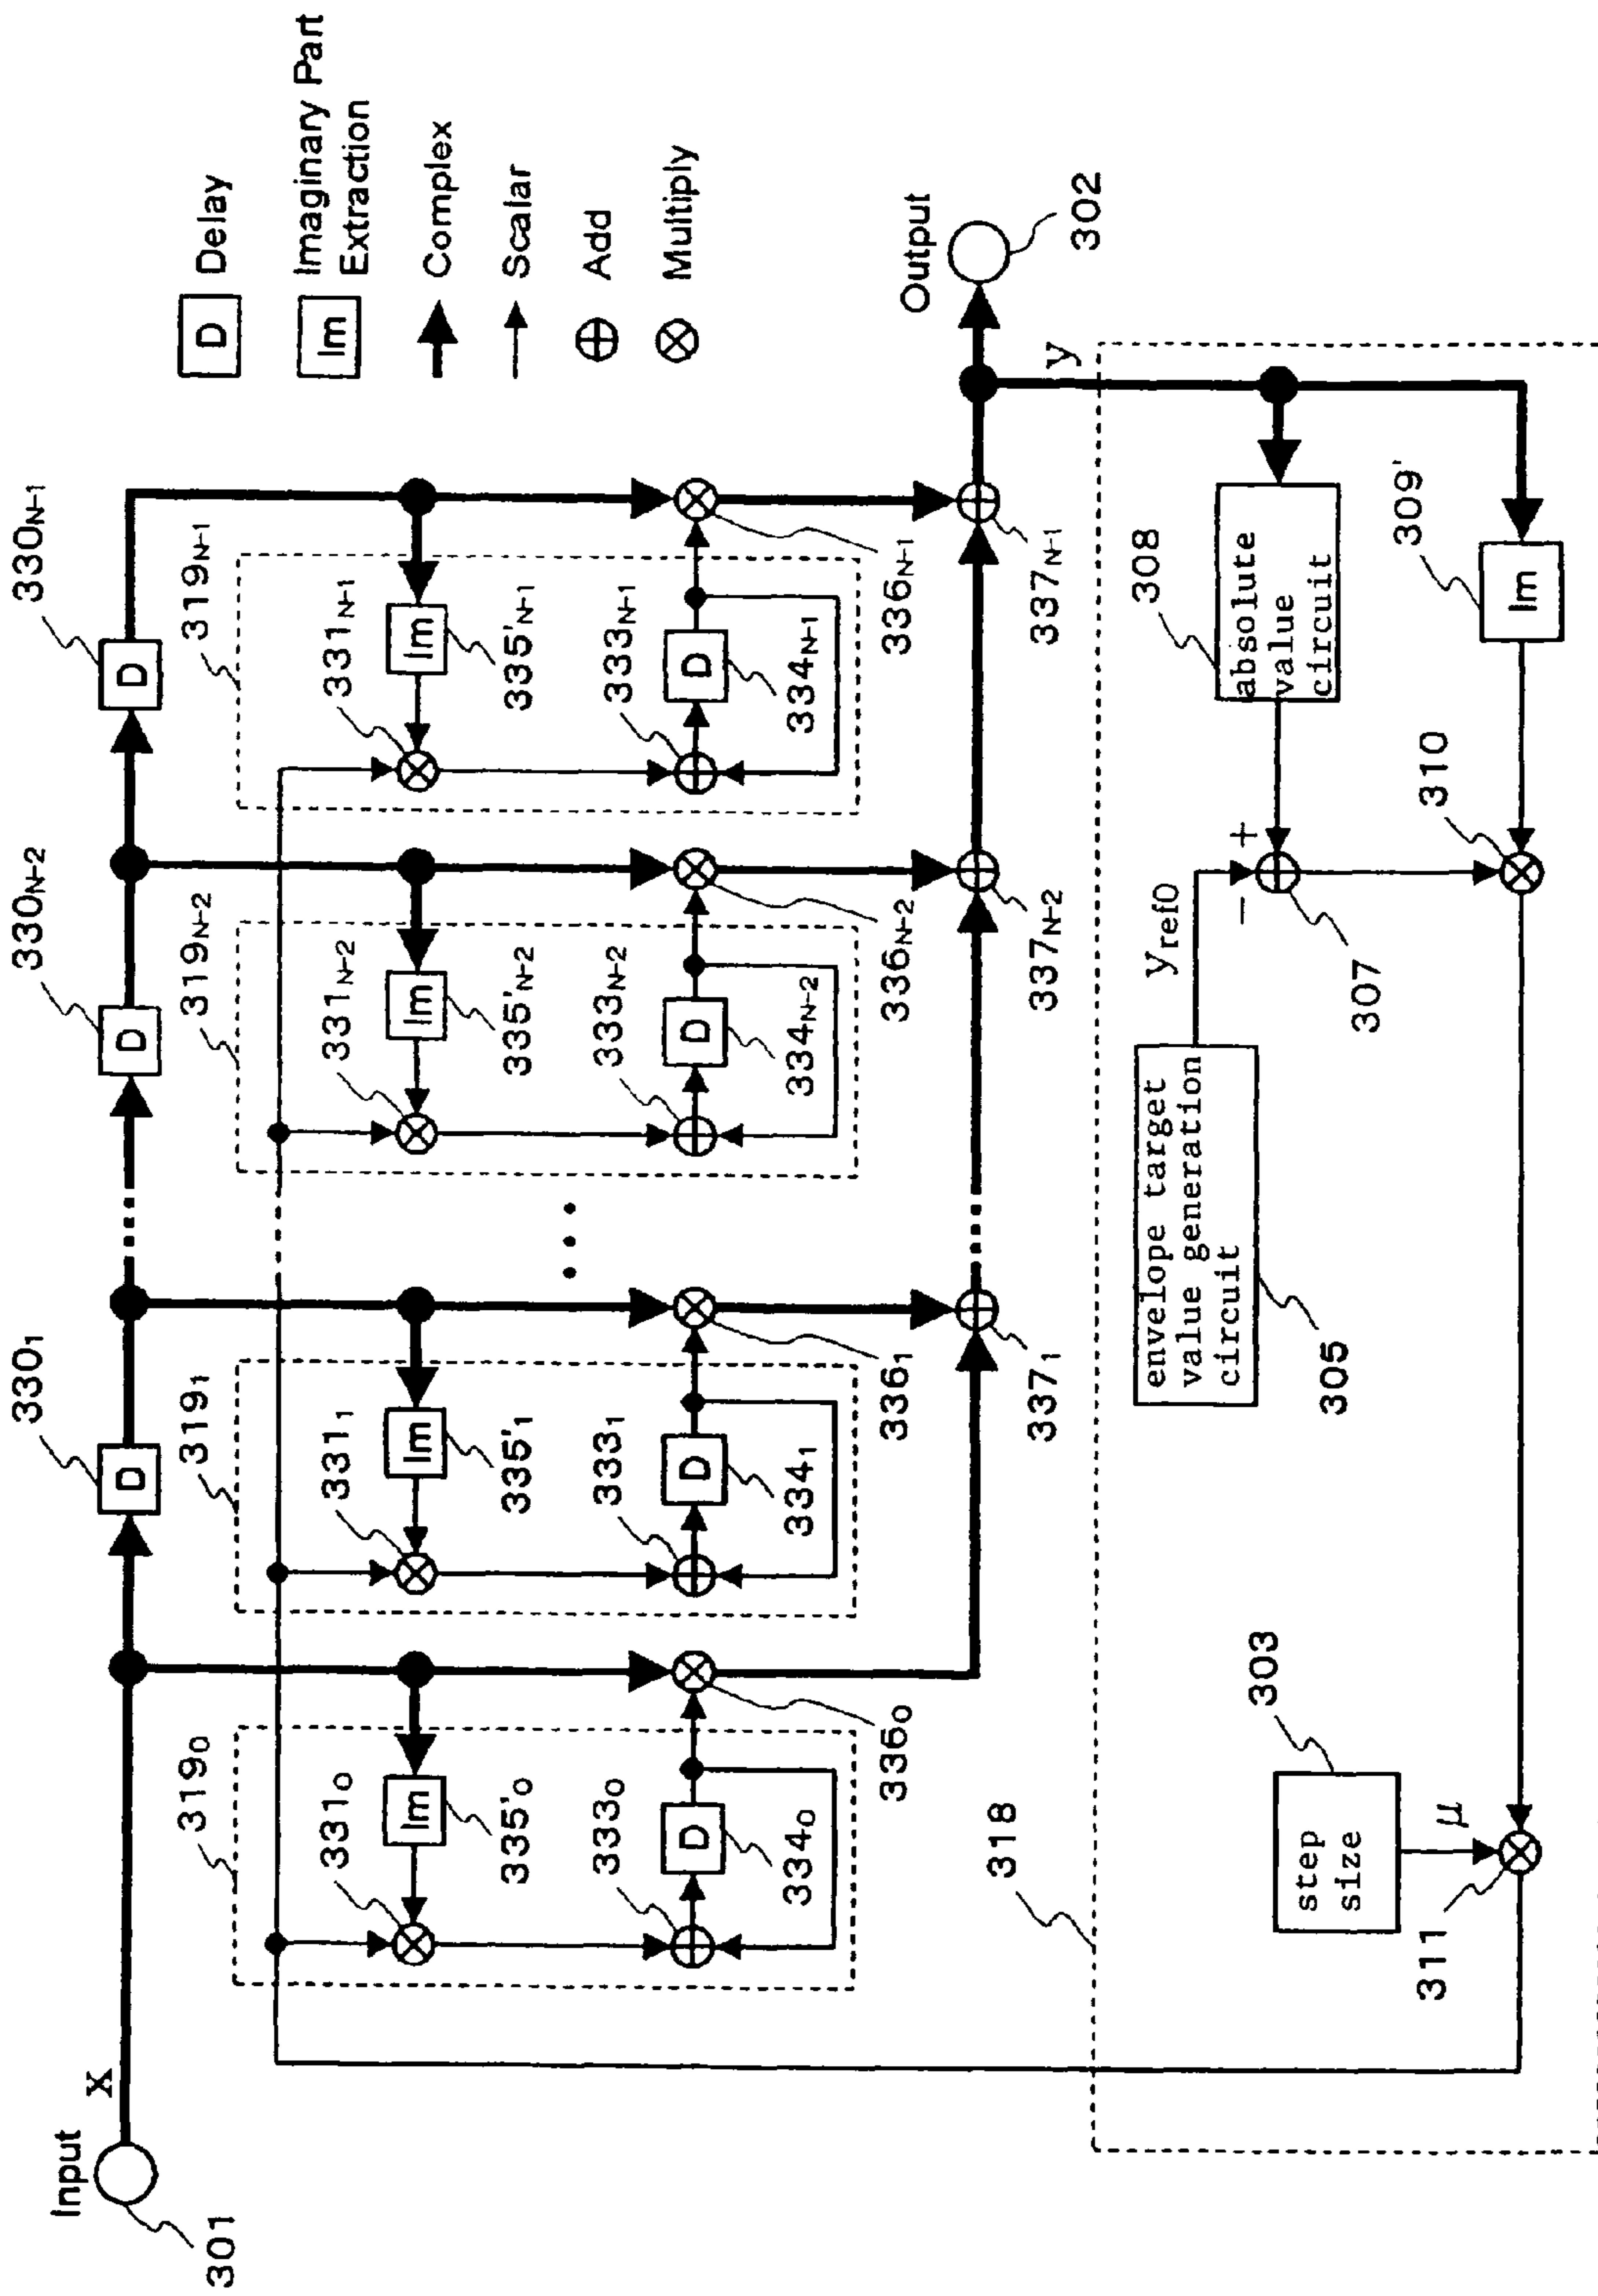 Input
x
301
330₁
330N-2
330N-1
D
D
D
D
Delay
Im
Imaginary Part
Extraction
Complex
Scalar
Add
Multiply
319₀
319₁
319N-2
319N-1
331₀
331₁
331N-2
331N-1
Im
Im
Im
Im
335'₀
335'₁
335'N-2
335'N-1
333₀
333₁
333N-2
333N-1
D
D
D
D
334₀
334₁
334N-2
334N-1
...
336₀
336₁
336N-2
336N-1
337₁
337N-2
337N-1
Output
302
y
318
envelope target
value generation
circuit
305
yref0
−
+
307
absolute
value
circuit
308
Im
309'
310
step
size
303
μ
311